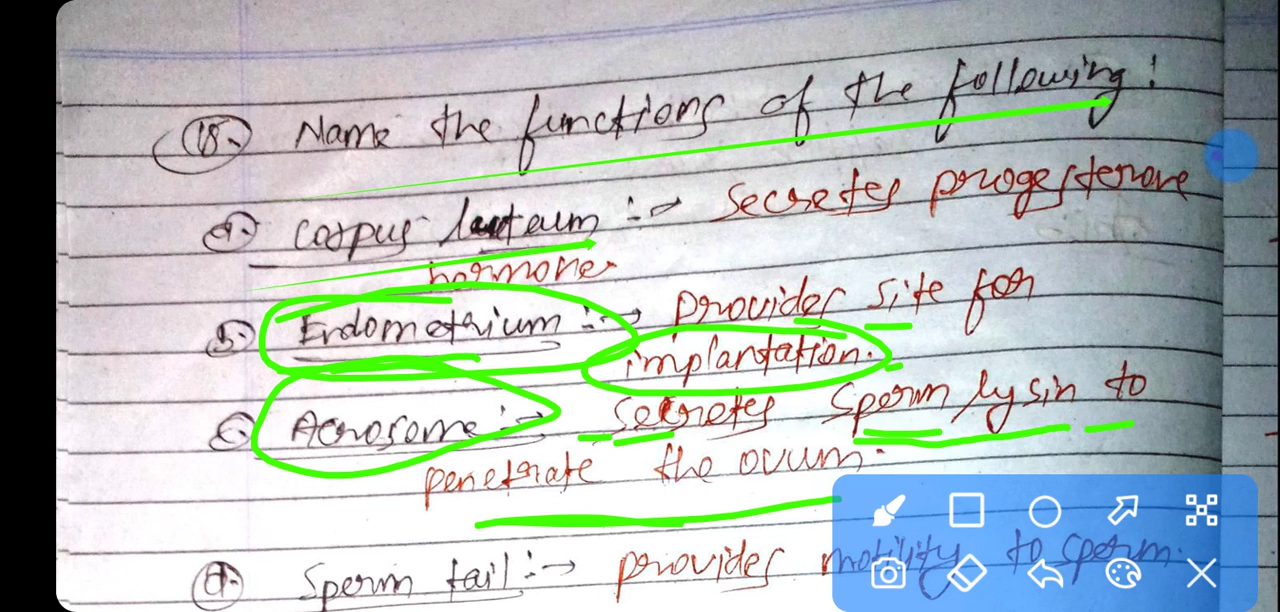 18. Name the functions of the following:
a) Corpus luteum :→ Secretes progesterone
hormone.
b. Endometrium :→ Provides site for
implantation.
c) Acrosome :→ Secretes Sperm lysin to
penetrate the ovum.
d. Sperm tail :→ provides motility to sperm.